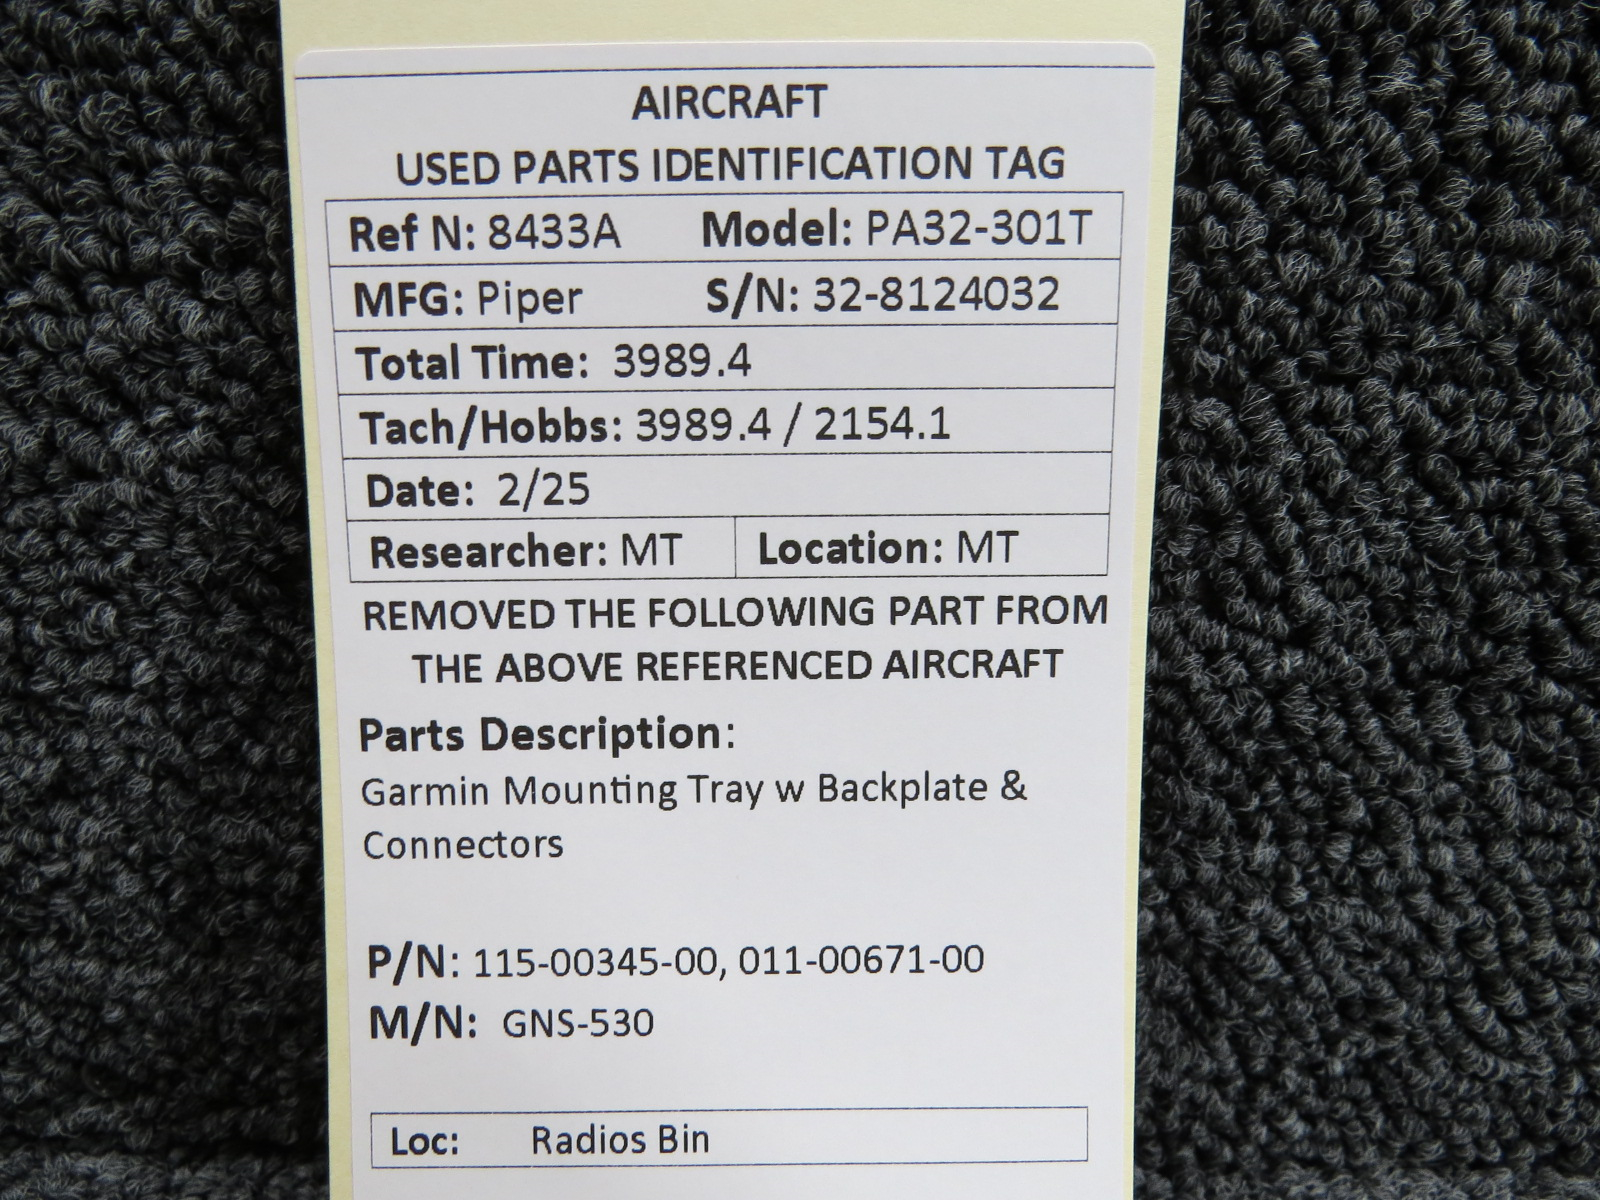 AIRCRAFT
USED PARTS IDENTIFICATION TAG
Ref N: 8433A Model: PA32-301T
MFG: Piper S/N: 32-8124032
Total Time: 3989.4
Tach/Hobbs: 3989.4 / 2154.1
Date: 2/25
Researcher: MT Location: MT
REMOVED THE FOLLOWING PART FROM
THE ABOVE REFERENCED AIRCRAFT
Parts Description:
Garmin Mounting Tray w Backplate &
Connectors
P/N: 115-00345-00, 011-00671-00
M/N: GNS-530
Loc: Radios Bin